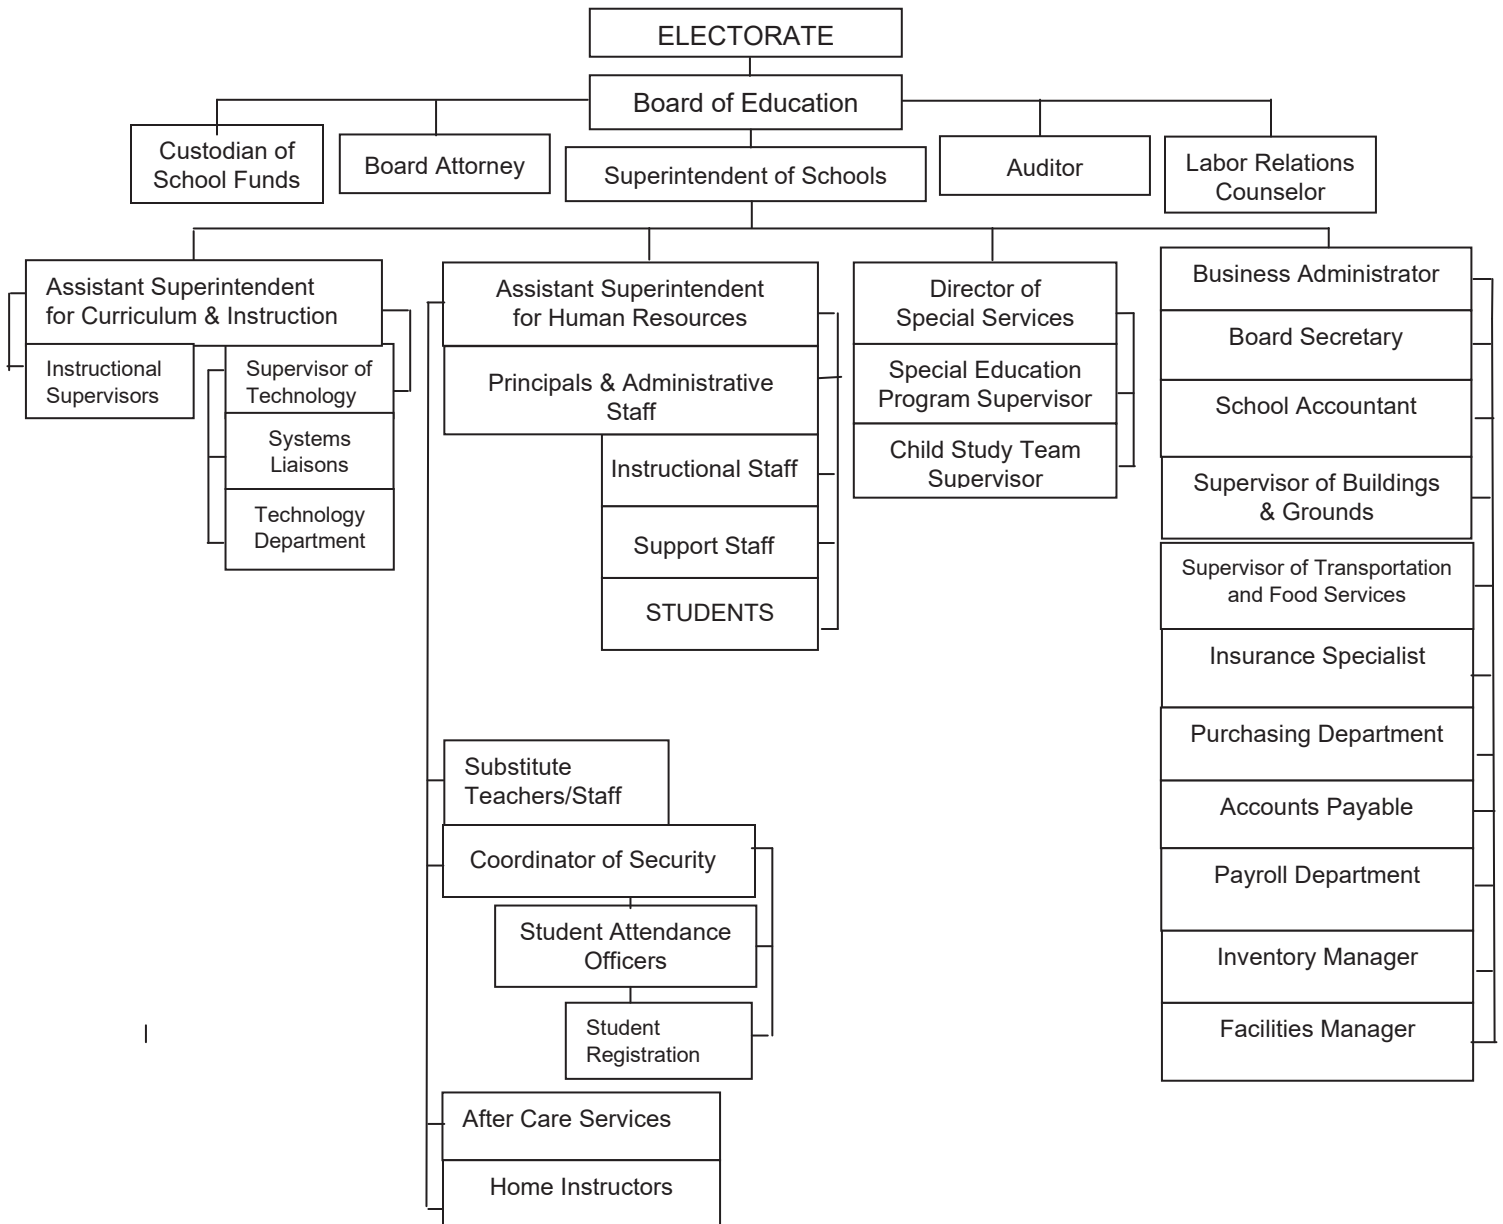 ELECTORATE
Board of Education
Custodian of
School Funds
Board Attorney
Superintendent of Schools
Auditor
Labor Relations
Counselor
Assistant Superintendent
for Curriculum & Instruction
Instructional
Supervisors
Supervisor of
Technology
Systems
Liaisons
Technology
Department
Assistant Superintendent
for Human Resources
Principals & Administrative
Staff
Instructional Staff
Support Staff
STUDENTS
Substitute
Teachers/Staff
Coordinator of Security
Student Attendance
Officers
Student
Registration
After Care Services
Home Instructors
Director of
Special Services
Special Education
Program Supervisor
Child Study Team
Supervisor
Business Administrator
Board Secretary
School Accountant
Supervisor of Buildings
& Grounds
Supervisor of Transportation
and Food Services
Insurance Specialist
Purchasing Department
Accounts Payable
Payroll Department
Inventory Manager
Facilities Manager